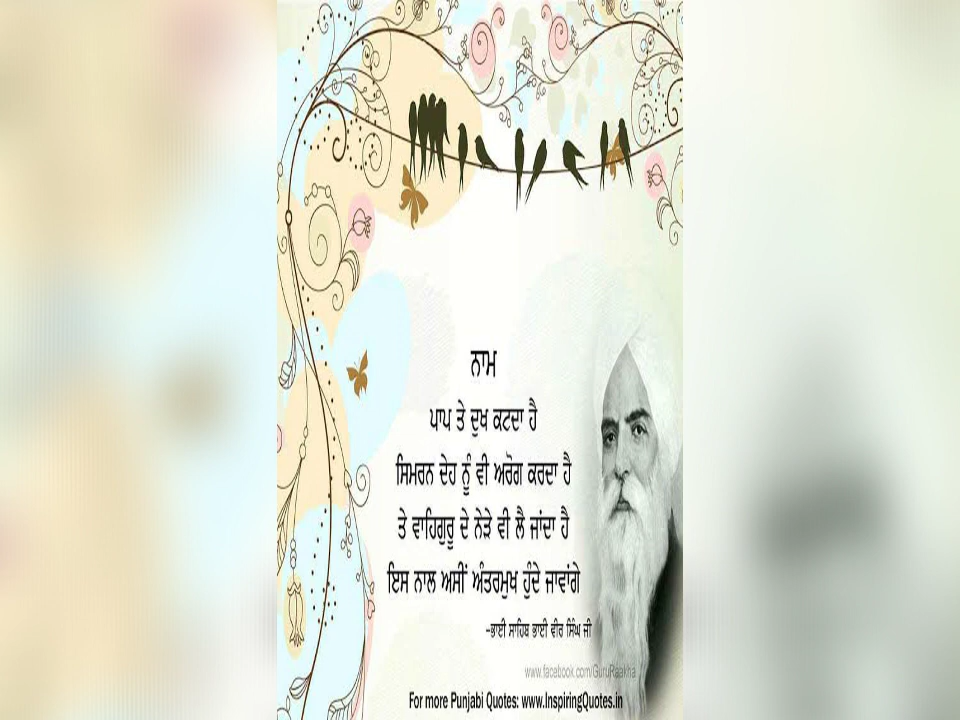 ਨਾਮ
ਪਾਪ ਤੇ ਦੁਖ ਕਟਦਾ ਹੈ
ਸਿਮਰਨ ਦੇਹ ਨੂੰ ਵੀ ਅਰੋਗ ਕਰਦਾ ਹੈ
ਤੇ ਵਾਹਿਗੁਰੂ ਦੇ ਨੇੜੇ ਵੀ ਲੈ ਜਾਂਦਾ ਹੈ
ਇਸ ਨਾਲ ਅਸੀਂ ਅੰਤਰਮੁਖ ਹੁੰਦੇ ਜਾਵਾਂਗੇ
-ਭਾਈ ਸਾਹਿਬ ਭਾਈ ਵੀਰ ਸਿੰਘ ਜੀ
www.facebook.com/GuruRaakha
For more Punjabi Quotes: www.InspiringQuotes.in